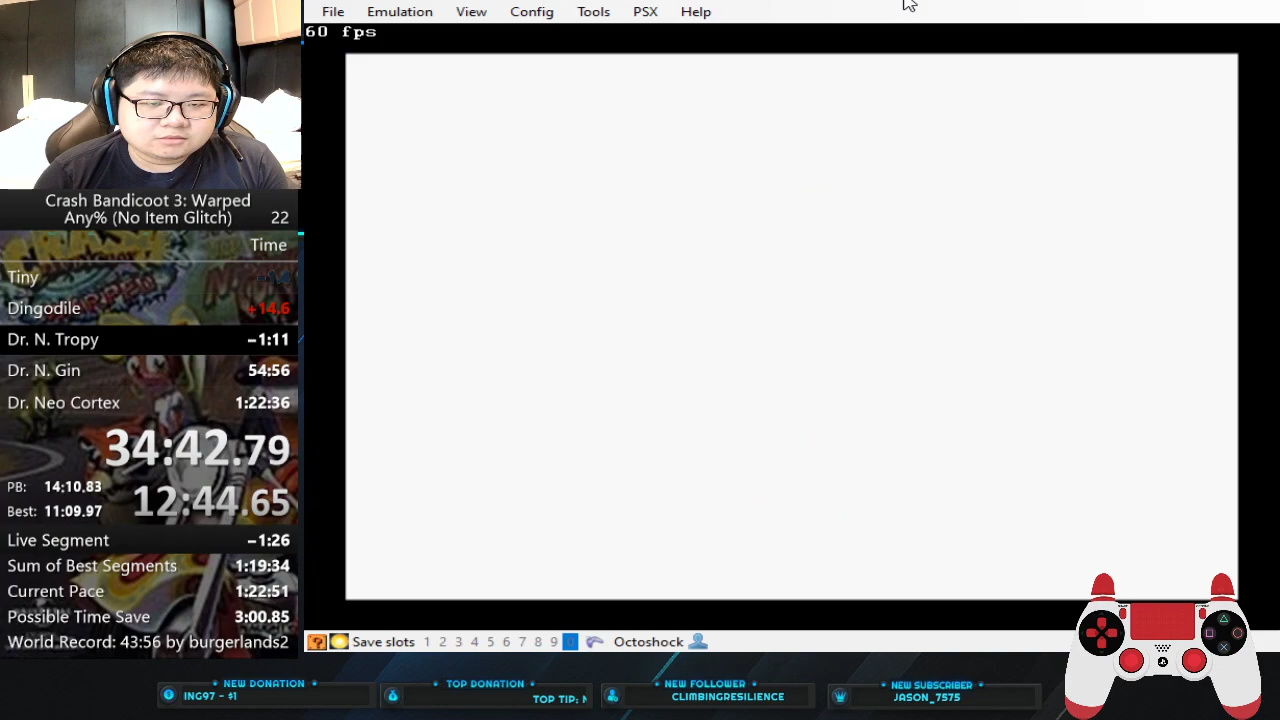 File Emulation View Config Tools PSX Help
60 fps
Crash Bandicoot 3: Warped
Any% (No Item Glitch) 22
Time
Tiny
Dingodile +14.6
Dr. N. Tropy −1:11
Dr. N. Gin 54:56
Dr. Neo Cortex 1:22:36
34:42.79
PB: 14:10.83
12:44.65
Best: 11:09.97
Live Segment −1:26
Sum of Best Segments 1:19:34
Current Pace 1:22:51
Possible Time Save 3:00.85
World Record: 43:56 by burgerlands2
Save slots 1 2 3 4 5 6 7 8 9 0 Octoshock
NEW DONATION
ING97 - $1
TOP DONATION
TOP TIP:
NEW FOLLOWER
CLIMBINGRESILIENCE
NEW SUBSCRIBER
JASON_7575